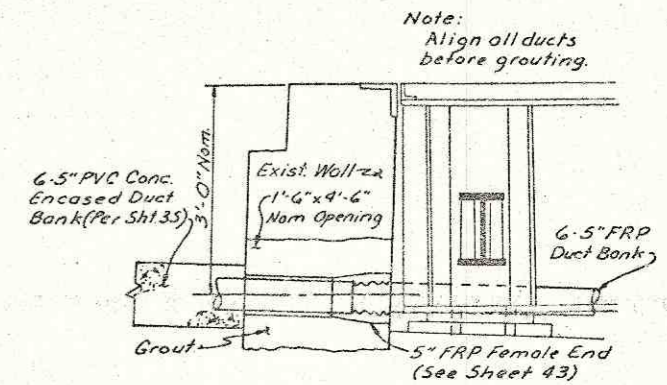 Note:
Align all ducts
before grouting.
6-5" PVC Conc.
Encased Duct
Bank (Per Sht 35)
3'-0" Nom.
Exist. Wall
1'-6" x 4'-6"
Nom Opening
6-5" FRP
Duct Bank
Grout
5" FRP Female End
(See Sheet 43)